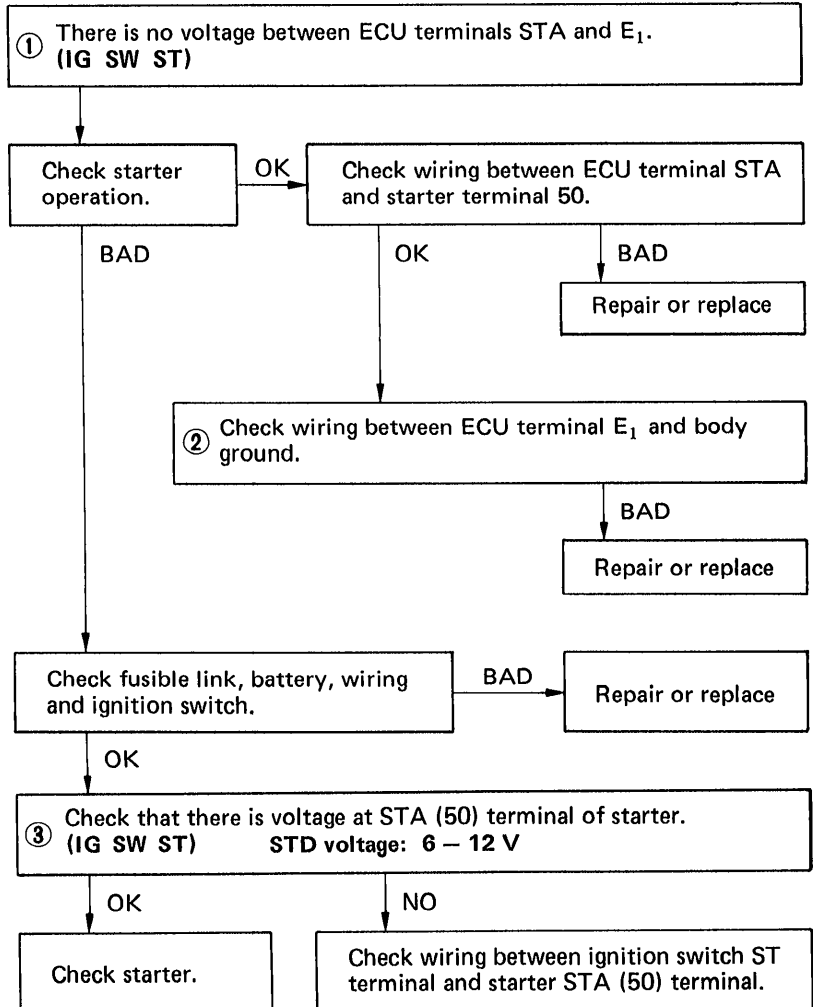 ① There is no voltage between ECU terminals STA and E₁.
(IG SW ST)
Check starter
operation.
OK
Check wiring between ECU terminal STA
and starter terminal 50.
BAD
OK
BAD
Repair or replace
② Check wiring between ECU terminal E₁ and body
ground.
BAD
Repair or replace
Check fusible link, battery, wiring
and ignition switch.
BAD
Repair or replace
OK
③ Check that there is voltage at STA (50) terminal of starter.
(IG SW ST) STD voltage: 6 – 12 V
OK
NO
Check starter.
Check wiring between ignition switch ST
terminal and starter STA (50) terminal.